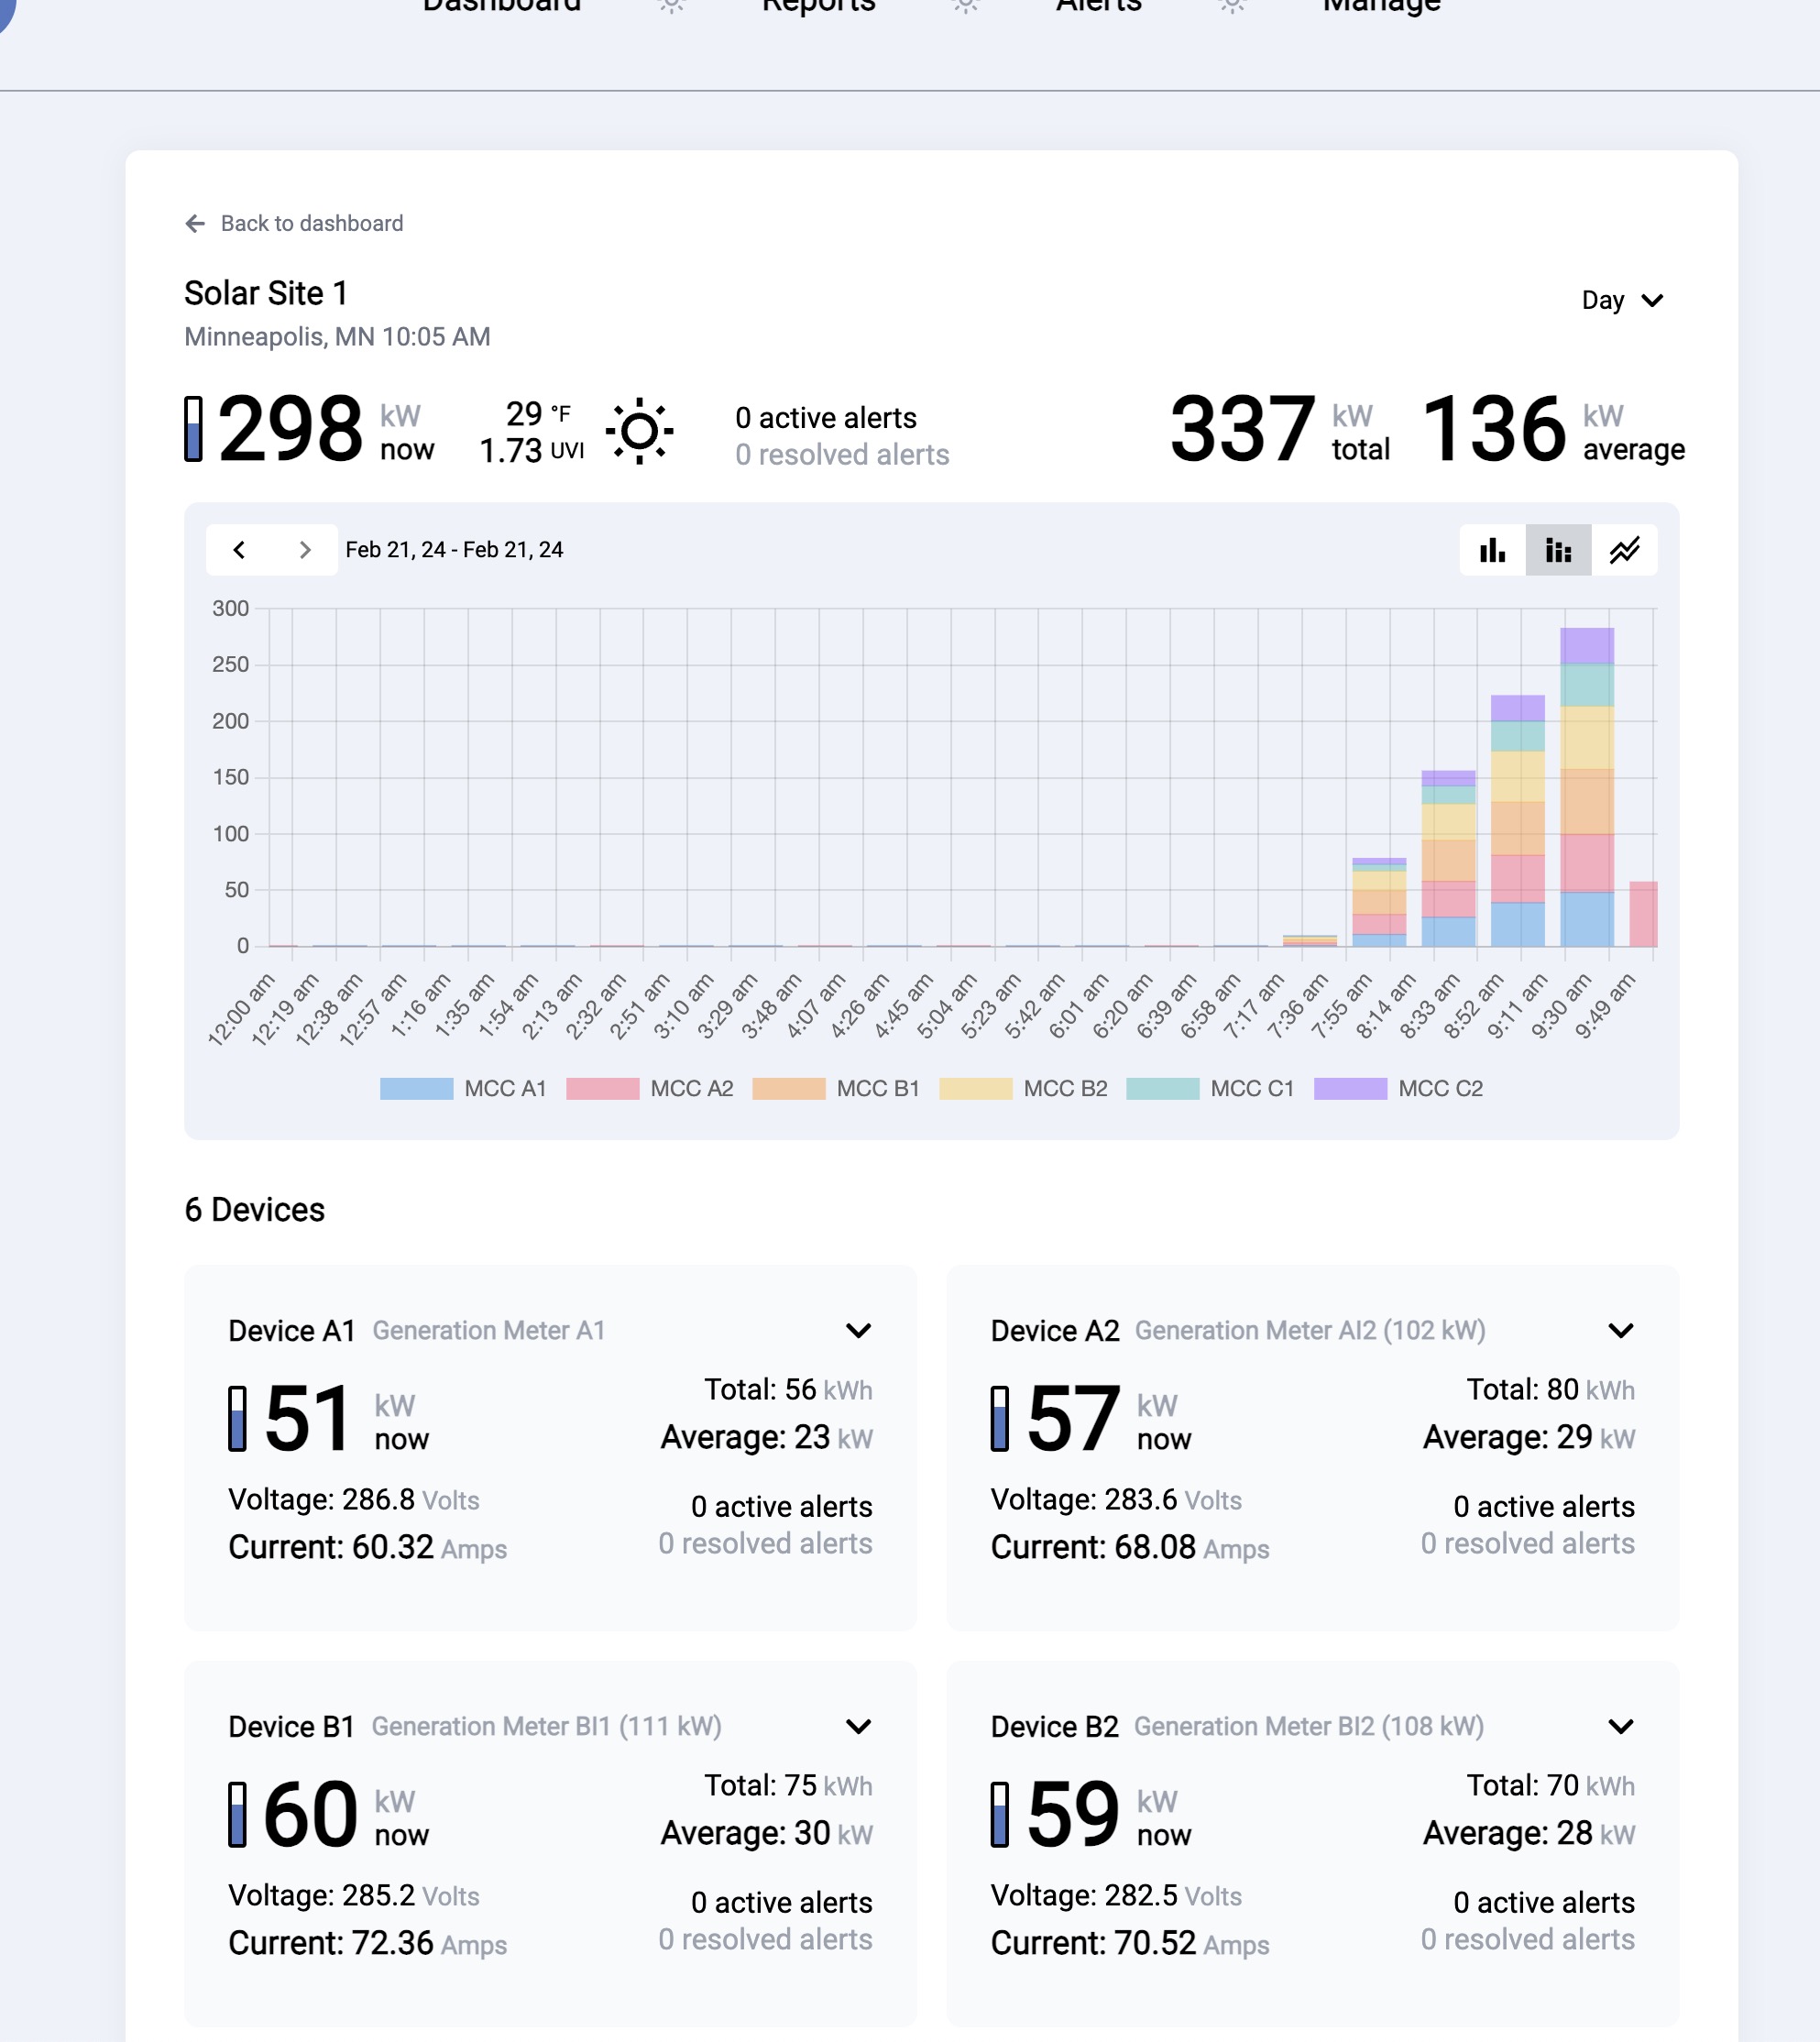 Dashboard Reports Alerts Manage
Back to dashboard
Solar Site 1
Day
Minneapolis, MN 10:05 AM
298 kW now
29 °F
1.73 UVI
0 active alerts
0 resolved alerts
337 kW total
136 kW average
Feb 21, 24 - Feb 21, 24
300
250
200
150
100
50
0
12:00 am 12:19 am 12:38 am 12:57 am 1:16 am 1:35 am 1:54 am 2:13 am 2:32 am 2:51 am 3:10 am 3:29 am 3:48 am 4:07 am 4:26 am 4:45 am 5:04 am 5:23 am 5:42 am 6:01 am 6:20 am 6:39 am 6:58 am 7:17 am 7:36 am 7:55 am 8:14 am 8:33 am 8:52 am 9:11 am 9:30 am 9:49 am
MCC A1 MCC A2 MCC B1 MCC B2 MCC C1 MCC C2
6 Devices
Device A1 Generation Meter A1
51 kW now
Total: 56 kWh
Average: 23 kW
Voltage: 286.8 Volts
Current: 60.32 Amps
0 active alerts
0 resolved alerts
Device A2 Generation Meter AI2 (102 kW)
57 kW now
Total: 80 kWh
Average: 29 kW
Voltage: 283.6 Volts
Current: 68.08 Amps
0 active alerts
0 resolved alerts
Device B1 Generation Meter BI1 (111 kW)
60 kW now
Total: 75 kWh
Average: 30 kW
Voltage: 285.2 Volts
Current: 72.36 Amps
0 active alerts
0 resolved alerts
Device B2 Generation Meter BI2 (108 kW)
59 kW now
Total: 70 kWh
Average: 28 kW
Voltage: 282.5 Volts
Current: 70.52 Amps
0 active alerts
0 resolved alerts